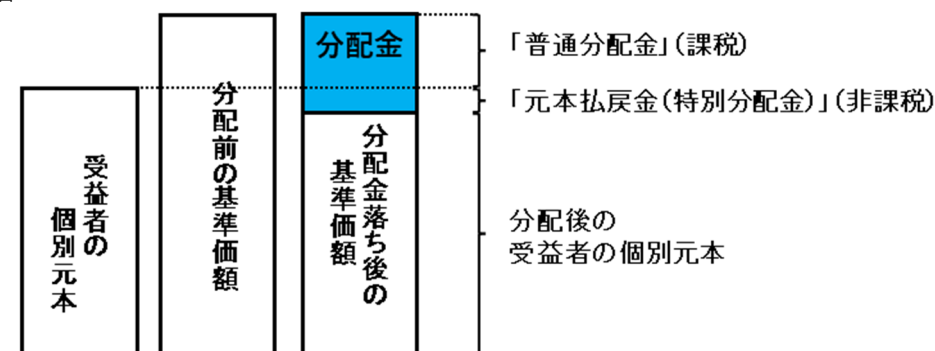 受益者の
個別元本
分配前の基準価額
分配金
分配金落ち後の
基準価額
「普通分配金」(課税)
「元本払戻金(特別分配金)」(非課税)
分配後の
受益者の個別元本